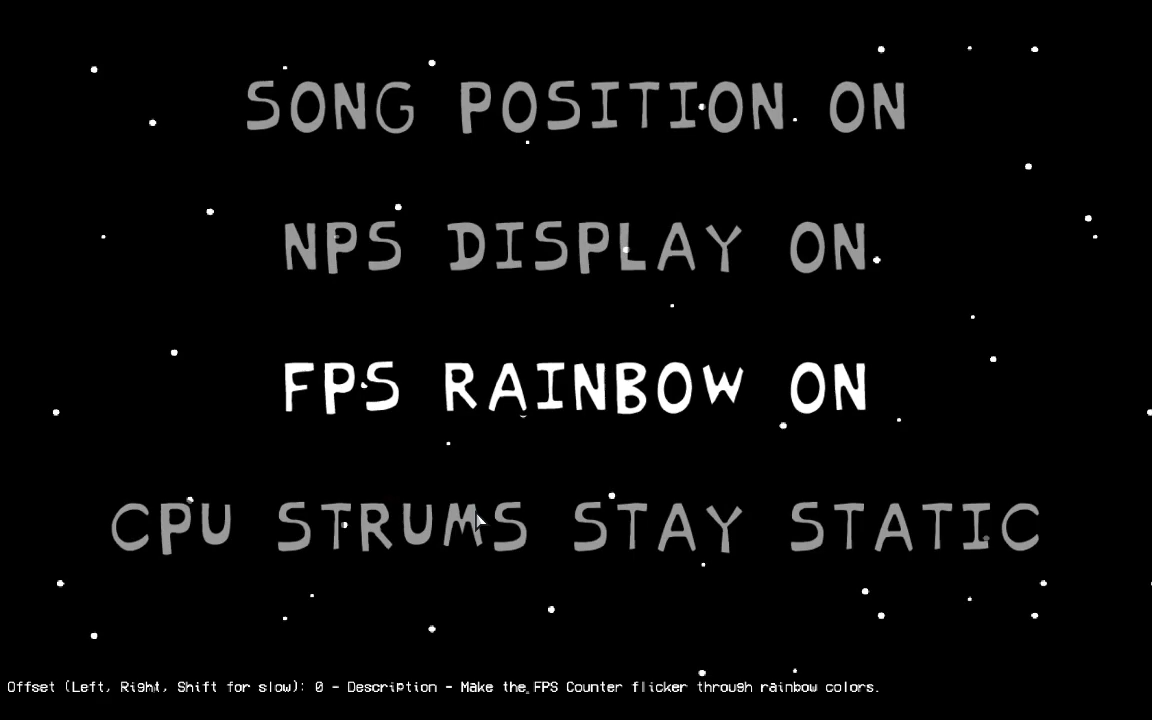 SONG POSITION ON
NPS DISPLAY ON
FPS RAINBOW ON
CPU STRUMS STAY STATIC
Offset (Left, Right, Shift for slow): 0 - Description - Make the FPS Counter flicker through rainbow colors.